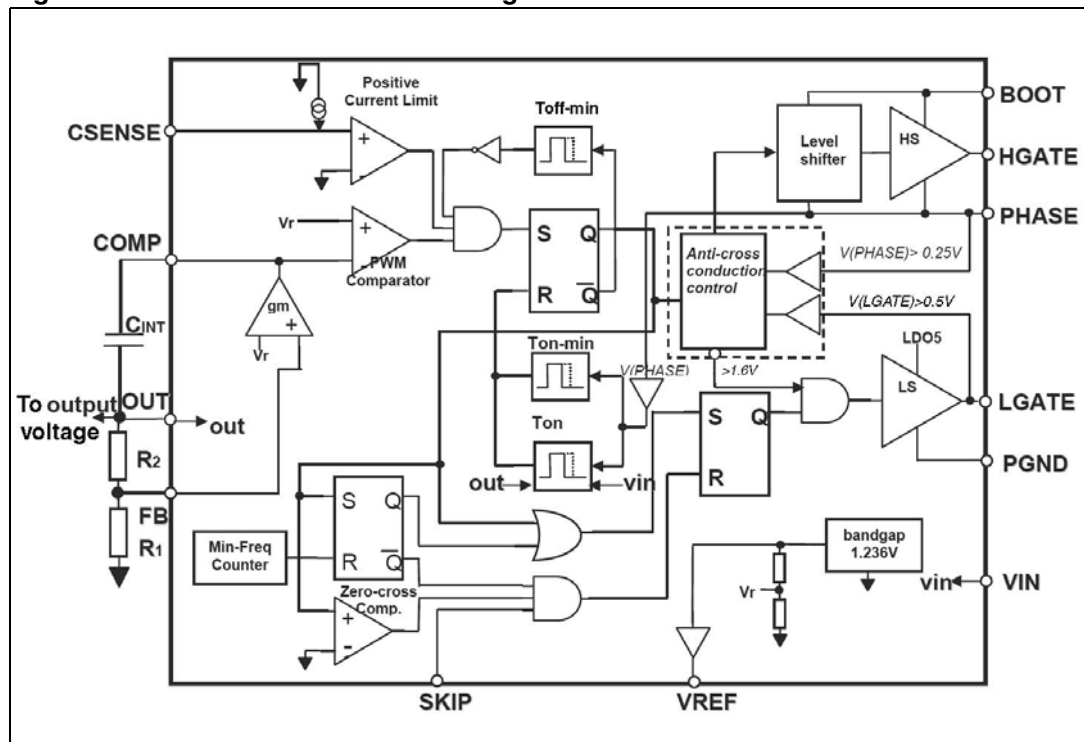 Positive
Current Limit
Toff-min
BOOT
CSENSE
+
-
Level
shifter
HS
HGATE
Vr
+
S
Q
PHASE
COMP
-
PWM
Comparator
R
Q
Anti-cross
conduction
control
V(PHASE)> 0.25V
V(LGATE)>0.5V
gm
+
CINT
Vr
Ton-min
V(PHASE)
>1.6V
LDO5
LS
To output
voltage
OUT
out
Ton
S
Q
LGATE
R2
R
PGND
out
vin
S
Q
FB
R1
Min-Freq
Counter
R
Q
bandgap
1.236V
Zero-cross
Comp.
+
-
Vr
vin
VIN
SKIP
VREF